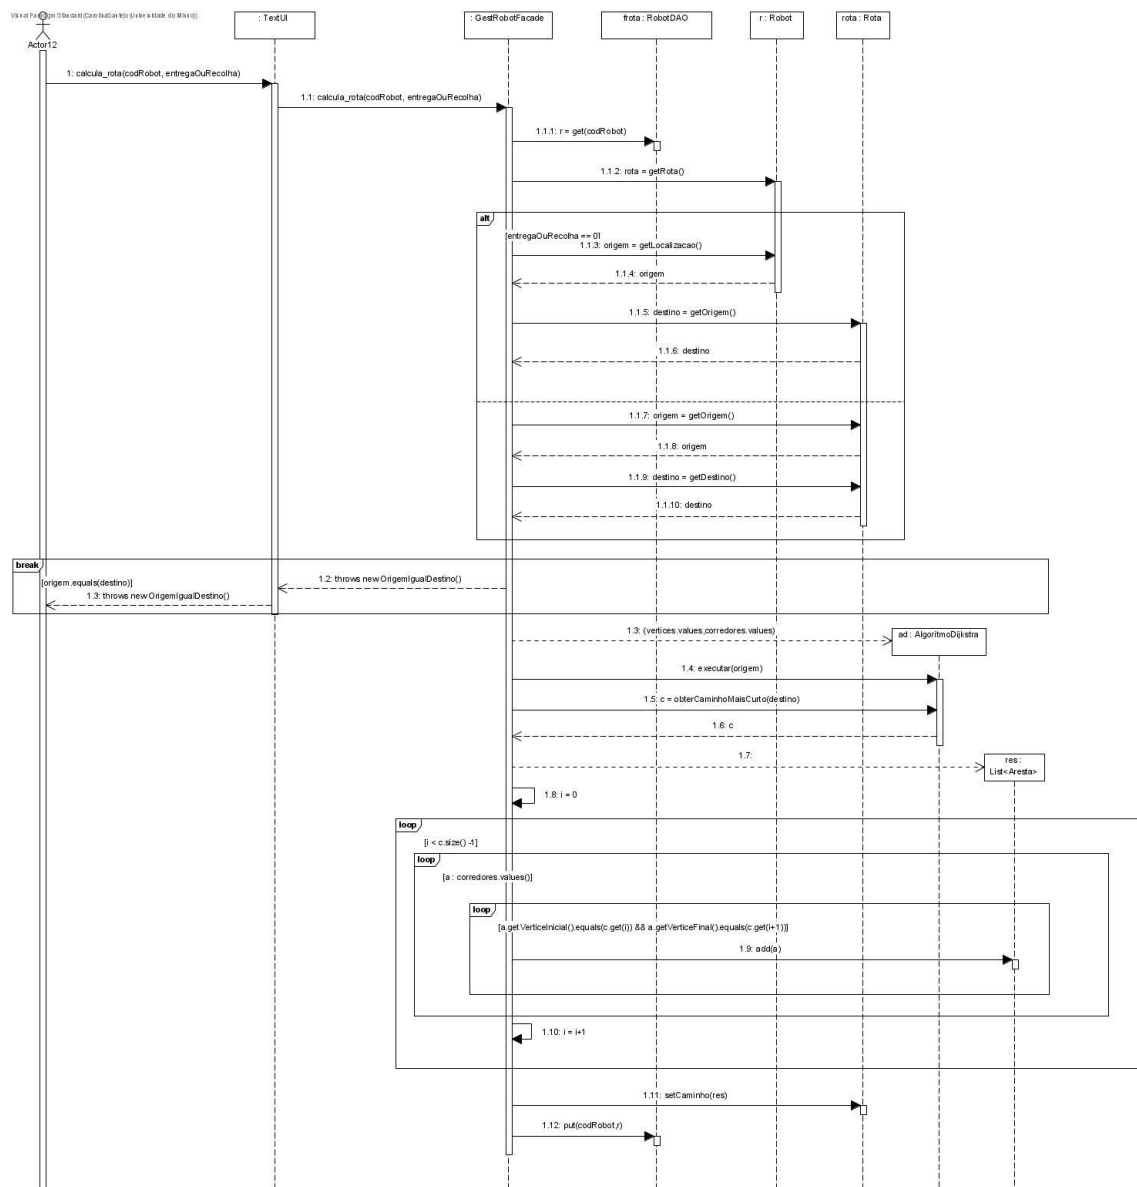 Visual Paradigm Standard(CarolinaSantejo(Universidade do Minho))
Actor12
: TextUI
: GestRobotFacade
frota : RobotDAO
r : Robot
rota : Rota
1: calcula_rota(codRobot, entregaOuRecolha)
1.1: calcula_rota(codRobot, entregaOuRecolha)
1.1.1: r = get(codRobot)
1.1.2: rota = getRota()
alt
[entregaOuRecolha == 0]
1.1.3: origem = getLocalizacao()
1.1.4: origem
1.1.5: destino = getOrigem()
1.1.6: destino
1.1.7: origem = getOrigem()
1.1.8: origem
1.1.9: destino = getDestino()
1.1.10: destino
break
[origem.equals(destino)]
1.2: throws new OrigemIgualDestino()
1.3: throws new OrigemIgualDestino()
1.3: (vertices.values,corredores.values)
ad : AlgoritmoDijkstra
1.4: executar(origem)
1.5: c = obterCaminhoMaisCurto(destino)
1.6: c
1.7:
res :
List<Aresta>
1.8: i = 0
loop
[i < c.size() -1]
loop
[a : corredores.values()]
loop
[a.getVerticeInicial().equals(c.get(i)) && a.getVerticeFinal().equals(c.get(i+1))]
1.9: add(a)
1.10: i = i+1
1.11: setCaminho(res)
1.12: put(codRobot,r)